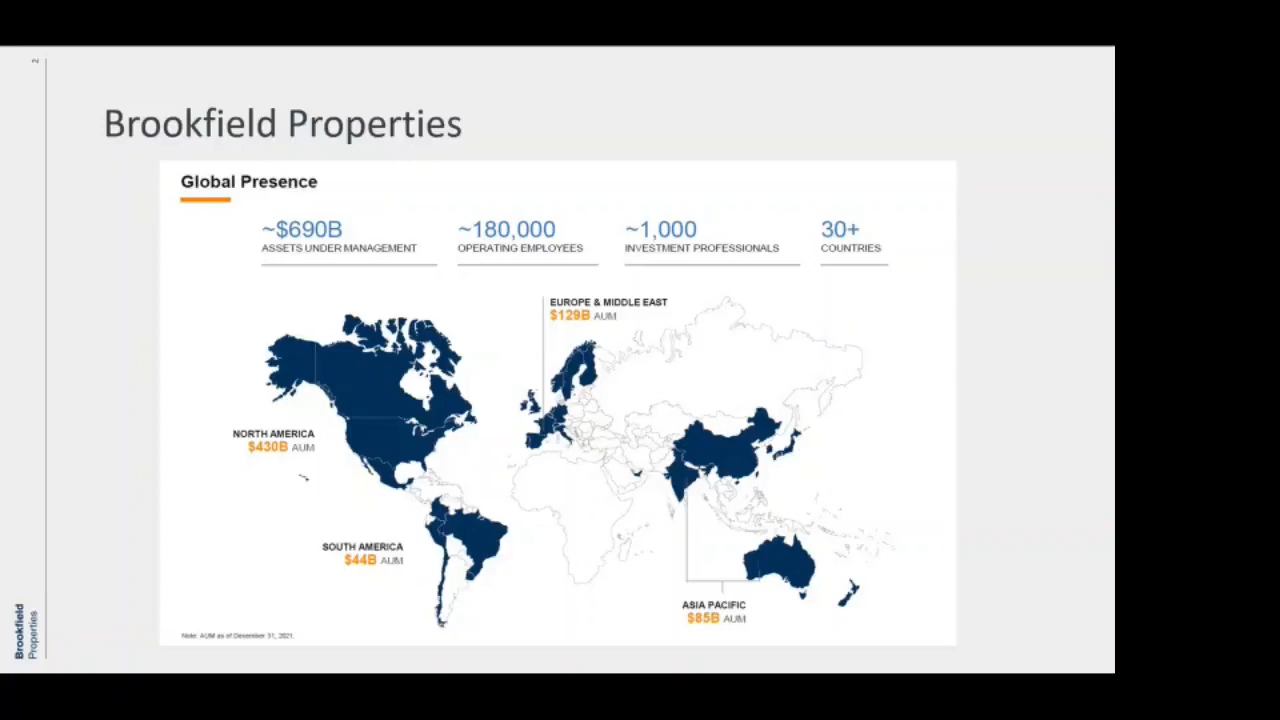 2
Brookfield Properties
Global Presence
~$690B
ASSETS UNDER MANAGEMENT
~180,000
OPERATING EMPLOYEES
~1,000
INVESTMENT PROFESSIONALS
30+
COUNTRIES
EUROPE & MIDDLE EAST
$129B AUM
NORTH AMERICA
$430B AUM
SOUTH AMERICA
$44B AUM
ASIA PACIFIC
$85B AUM
Note: AUM as of December 31, 2021.
Brookfield
Properties